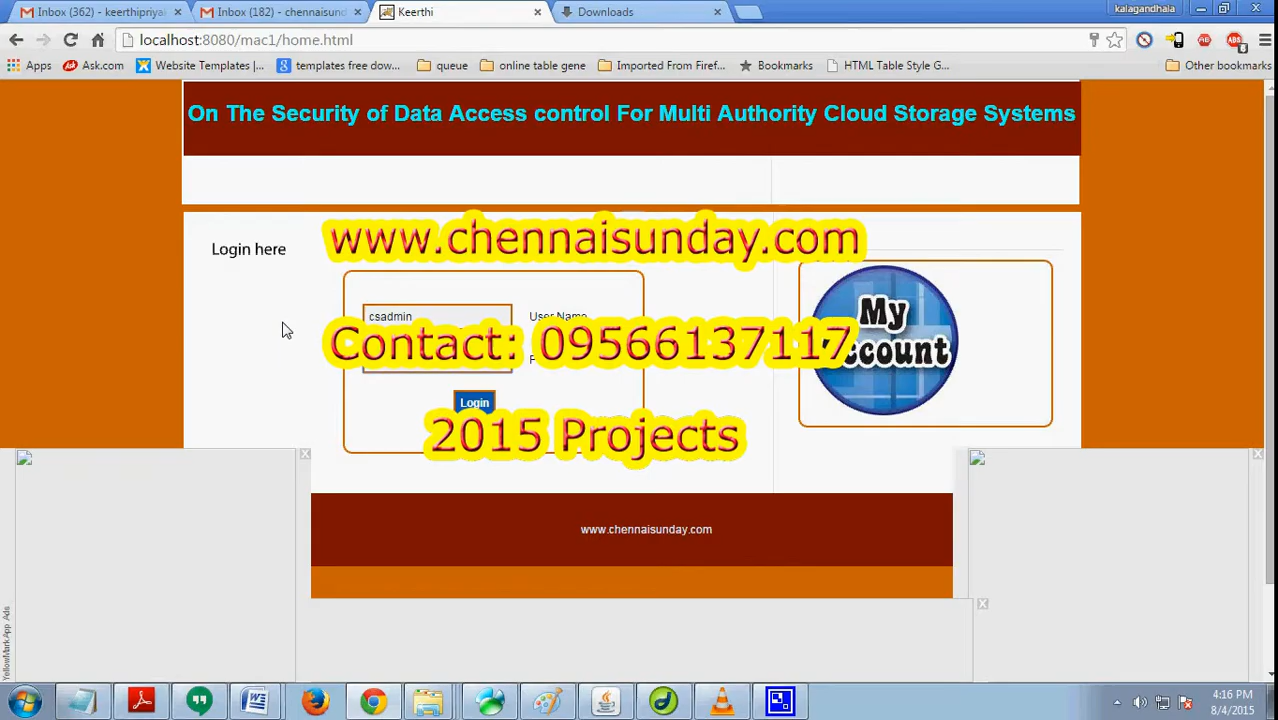 Inbox (362) - keerthipriya
Inbox (182) - chennaisund
Keerthi
Downloads
kalagandhala
localhost:8080/mac1/home.html
Apps
Ask.com
Website Templates |...
templates free dow...
queue
online table gene
Imported From Firef...
Bookmarks
HTML Table Style G...
Other bookmarks
On The Security of Data Access control For Multi Authority Cloud Storage Systems
www.chennaisunday.com
Login here
csadmin
User Name
My
Account
Contact: 09566137117
Login
2015 Projects
www.chennaisunday.com
YellowMarkApp Ads
4:16 PM
8/4/2015